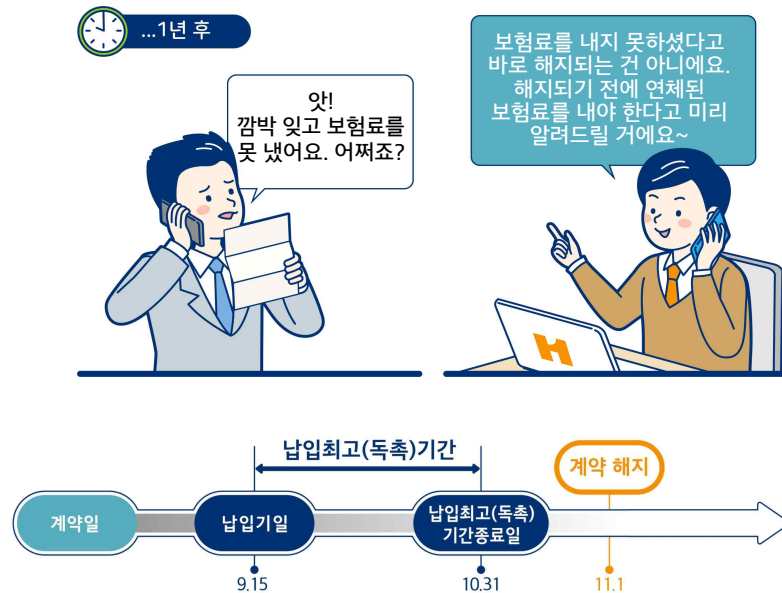 ...1년 후
앗!
깜박 잊고 보험료를
못 냈어요. 어쩌죠?
보험료를 내지 못하셨다고
바로 해지되는 건 아니에요.
해지되기 전에 연체된
보험료를 내야 한다고 미리
알려드릴 거에요~
납입최고(독촉)기간
계약 해지
계약일
납입기일
납입최고(독촉)
기간종료일
9.15
10.31
11.1